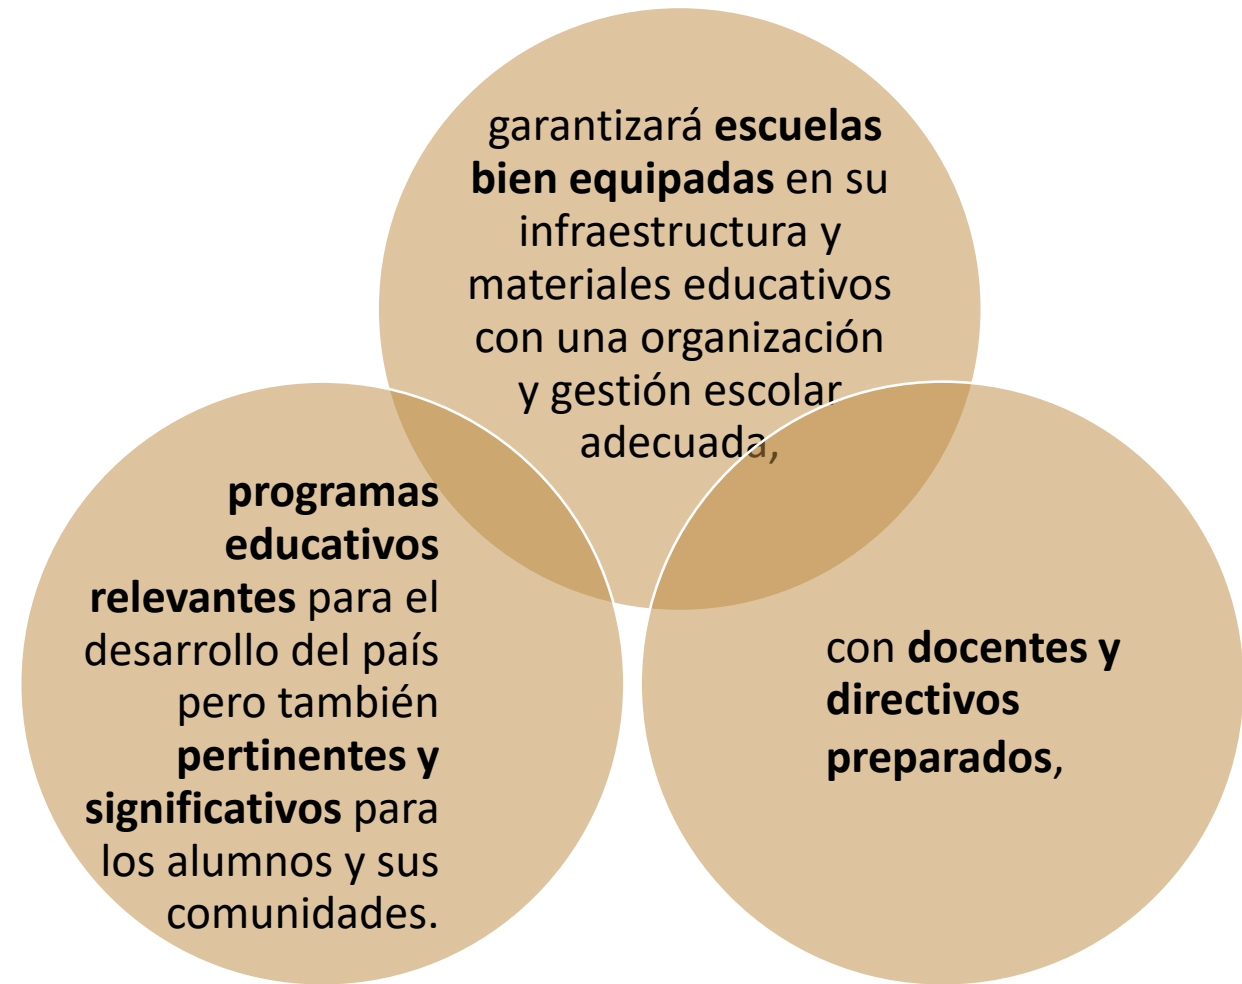 garantizará escuelas
bien equipadas en su
infraestructura y
materiales educativos
con una organización
y gestión escolar
adecuada,
con docentes y
directivos
preparados,
programas
educativos
relevantes para el
desarrollo del país
pero también
pertinentes y
significativos para
los alumnos y sus
comunidades.